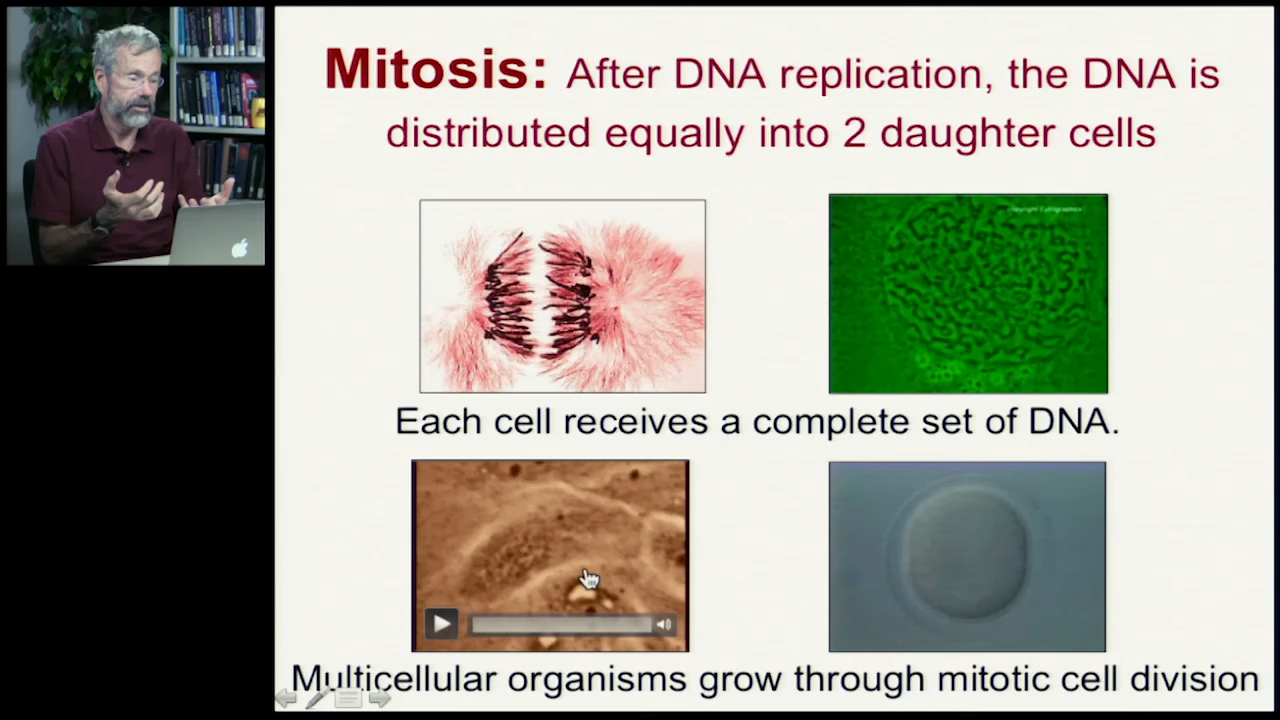 Mitosis: After DNA replication, the DNA is
distributed equally into 2 daughter cells
Each cell receives a complete set of DNA.
Multicellular organisms grow through mitotic cell division